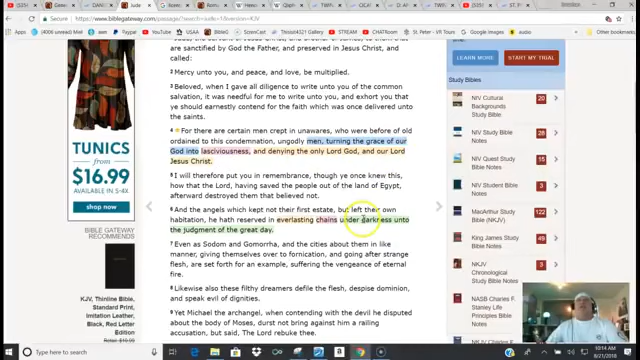 Jude
https://www.biblegateway.com/passage/?search=Jude+1&version=KJV
(4006 unread)
STREAM
CHATRoom
that are sanctified by God the Father, and preserved in Jesus Christ, and
called:
2 Mercy unto you, and peace, and love, be multiplied.
3 Beloved, when I gave all diligence to write unto you of the common
salvation, it was needful for me to write unto you, and exhort you that
ye should earnestly contend for the faith which was once delivered unto
the saints.
4 For there are certain men crept in unawares, who were before of old
ordained to this condemnation, ungodly men, turning the grace of our
God into lasciviousness, and denying the only Lord God, and our Lord
Jesus Christ.
5 I will therefore put you in remembrance, though ye once knew this,
how that the Lord, having saved the people out of the land of Egypt,
afterward destroyed them that believed not.
6 And the angels which kept not their first estate, but left their own
habitation, he hath reserved in everlasting chains under darkness unto
the judgment of the great day.
7 Even as Sodom and Gomorrha, and the cities about them in like
manner, giving themselves over to fornication, and going after strange
flesh, are set forth for an example, suffering the vengeance of eternal
fire.
8 Likewise also these filthy dreamers defile the flesh, despise dominion,
and speak evil of dignities.
9 Yet Michael the archangel, when contending with the devil he disputed
about the body of Moses, durst not bring against him a railing
accusation, but said, The Lord rebuke thee.
TUNICS
from
$16.99
WHILE SUPPLIES LAST
AVAILABLE IN S-4X
shop now
BIBLE GATEWAY
RECOMMENDS
KJV, Thinline Bible,
Standard Print,
Imitation Leather,
Black, Red Letter
Edition
LEARN MORE
START MY TRIAL
Study Bibles
NIV Cultural
Backgrounds
Study Bible
20
NIV Study Bible
Notes
28
NIV Quest Study
Bible Notes
15
NIV Student Bible
Notes
3
MacArthur Study
Bible Notes
122
King James Study
Bible Notes
49
NKJV
Chronological
Study Bible
NASB Charles F.
Stanley Life
Principles Bible
Notes
Type here to search
10:14 AM
8/21/2018